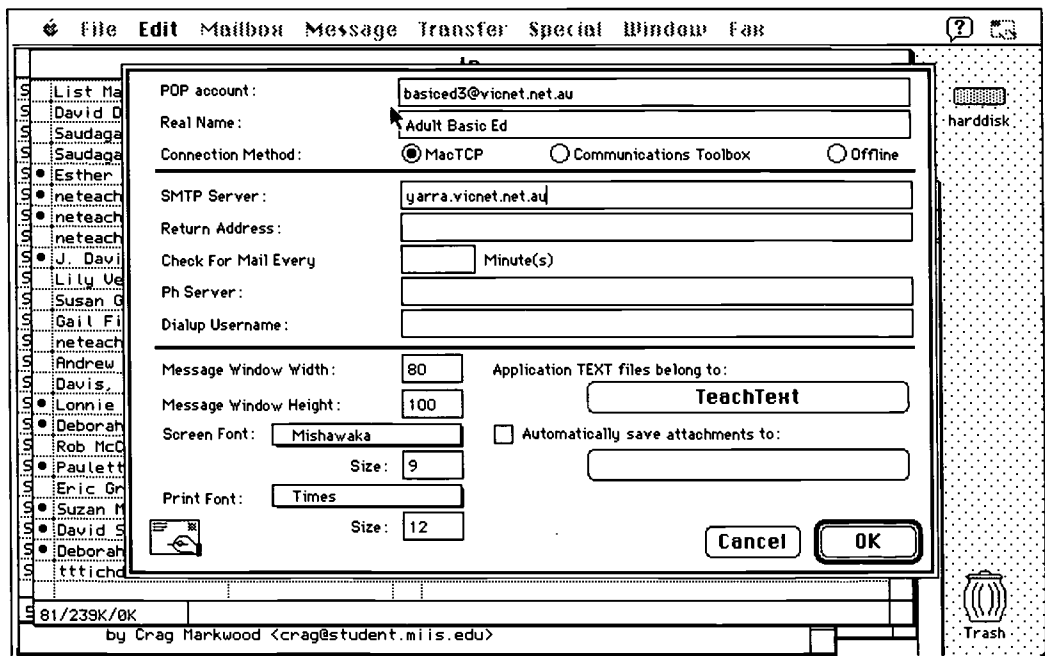 File Edit Mailbox Message Transfer Special Window Fax
In
POP account: basiced3@vicnet.net.au
Real Name: Adult Basic Ed
Connection Method: MacTCP Communications Toolbox Offline
SMTP Server: yarra.vicnet.net.au
Return Address:
Check For Mail Every Minute(s)
Ph Server:
Dialup Username:
Message Window Width: 80 Application TEXT files belong to:
TeachText
Message Window Height: 100
Screen Font: Mishawaka Automatically save attachments to:
Size: 9
Print Font: Times
Size: 12
Cancel OK
S List Ma
S David D
S Saudaga
S Saudaga
S • Esther
S • neteach
S • neteach
S neteach
S • J. Davi
S Lily Ve
S Susan G
S Gail Fi
S neteach
S Andrew
S Davis,
S • Lonnie
S • Deborah
S Rob McD
S • Paulett
S Eric Gr
S • Suzan M
S • David S
S • Deborah
S tttichd
S 81/239K/0K
by Crag Markwood <crag@student.miis.edu>
harddisk
Trash